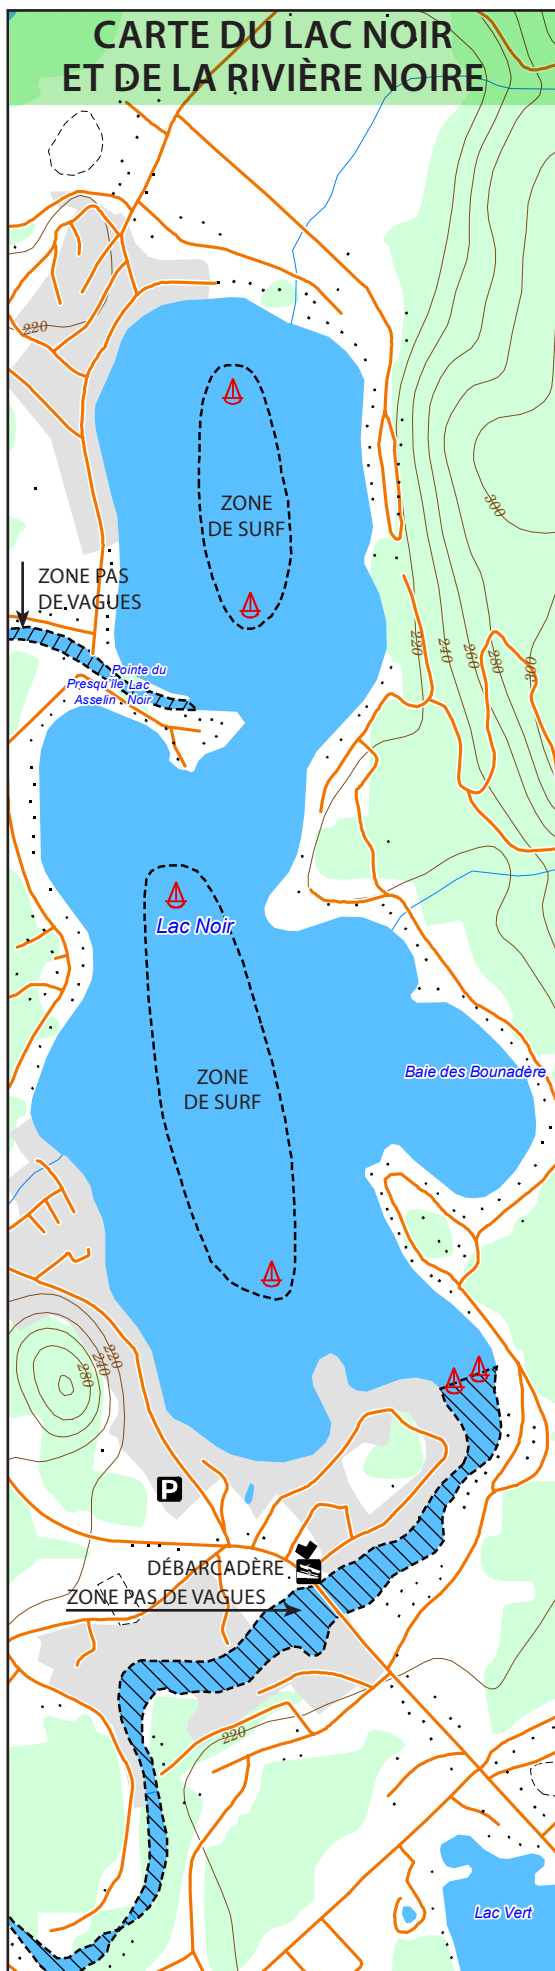 CARTE DU LAC NOIR
ET DE LA RIVIÈRE NOIRE
220
300
ZONE
DE SURF
ZONE PAS
DE VAGUES
220
240
260
280
300
Pointe du
Presqu'île Lac
Asselin Noir
Lac Noir
ZONE
DE SURF
Baie des Bounadère
220
240
280
P
DÉBARCADÈRE
ZONE PAS DE VAGUES
220
Lac Vert